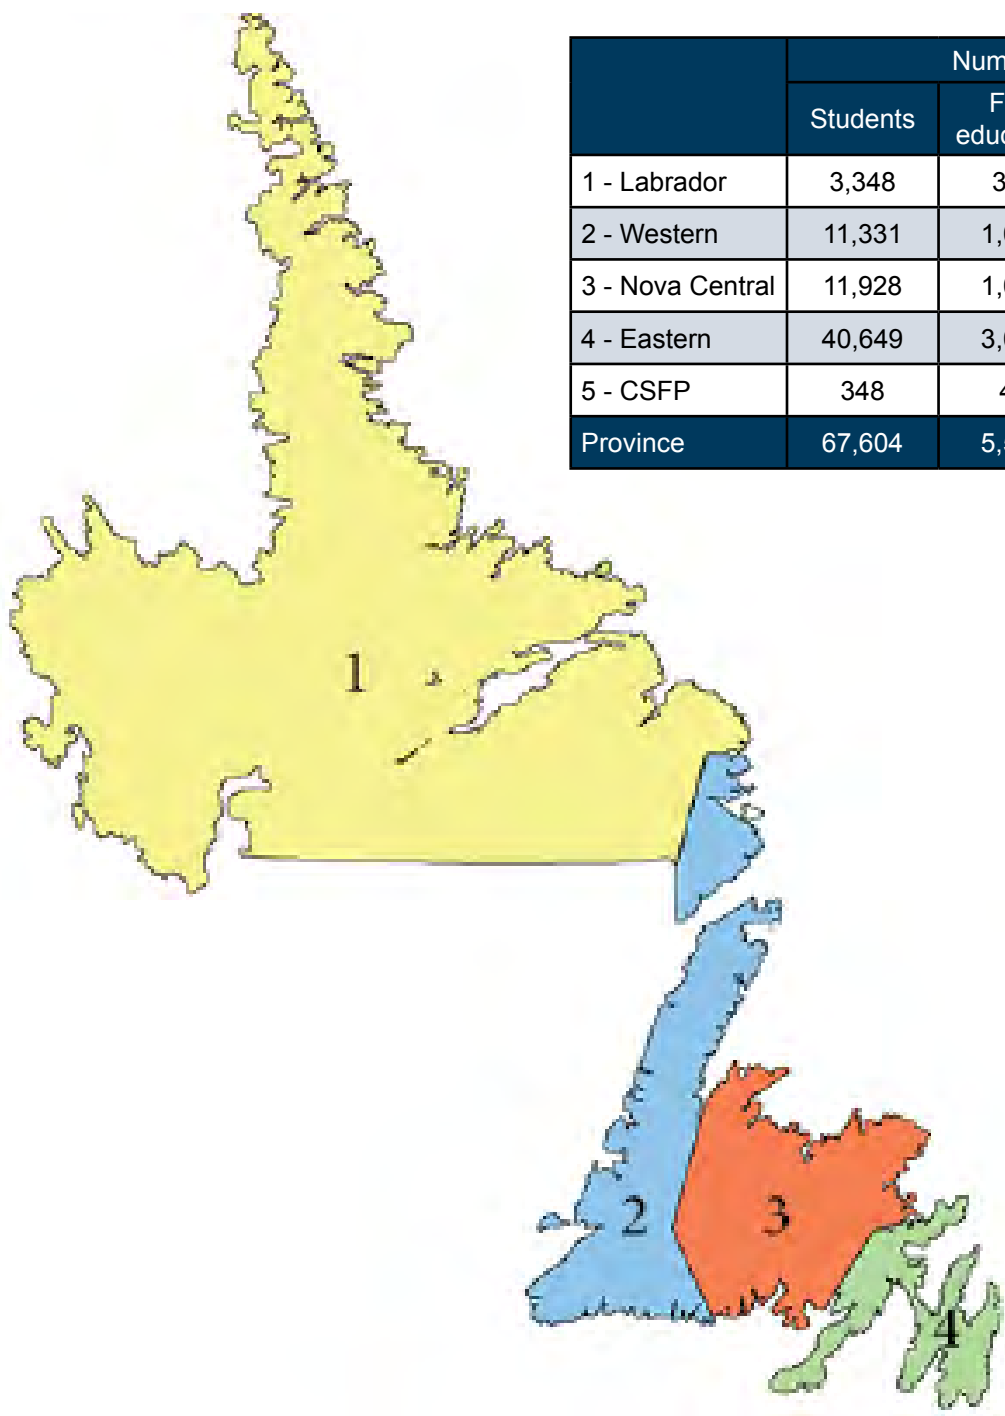 Students
1 - Labrador 3,348
2 - Western 11,331
3 - Nova Central 11,928
4 - Eastern 40,649
5 - CSFP 348
Province 67,604
1
2
3
4